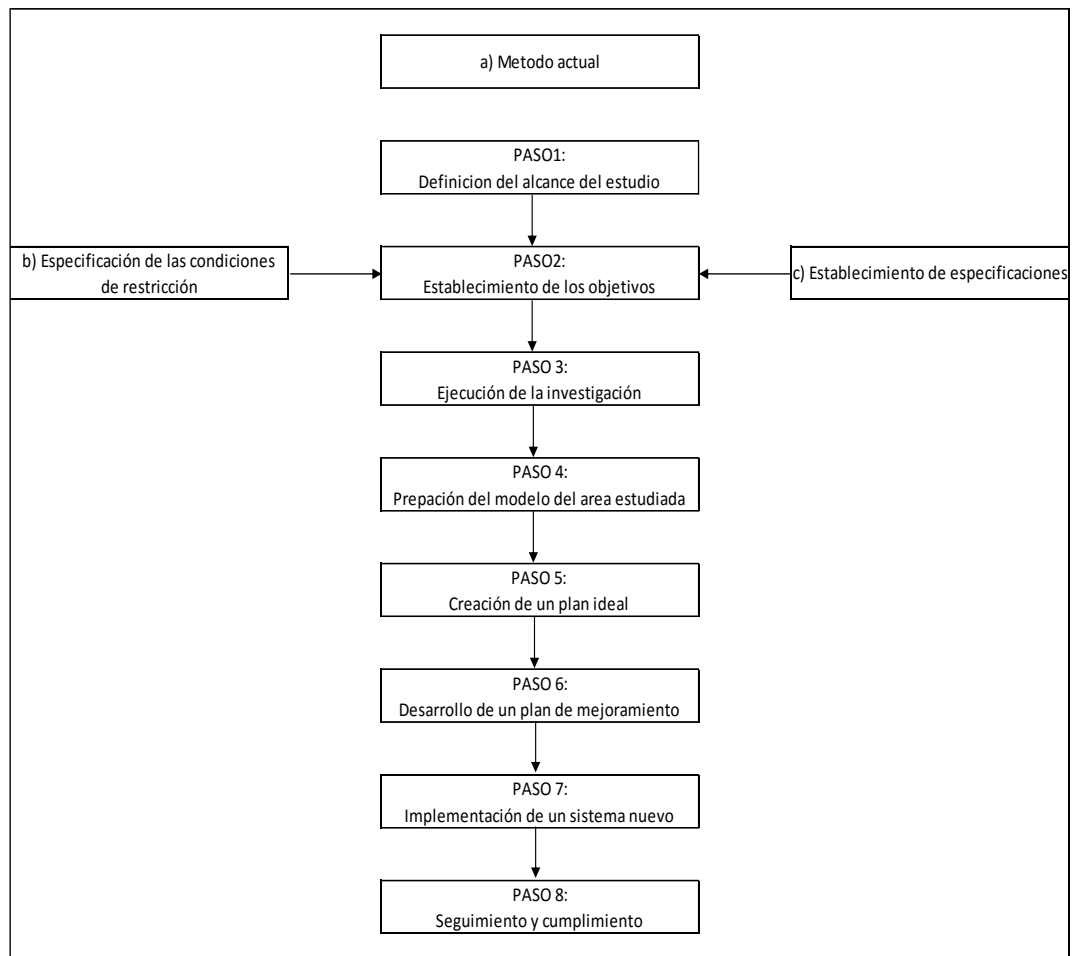 a) Metodo actual
PASO1:
Definicion del alcance del estudio
b) Especificación de las condiciones
de restricción
PASO2:
Establecimiento de los objetivos
c) Establecimiento de especificaciones
PASO 3:
Ejecución de la investigación
PASO 4:
Prepación del modelo del area estudiada
PASO 5:
Creación de un plan ideal
PASO 6:
Desarrollo de un plan de mejoramiento
PASO 7:
Implementación de un sistema nuevo
PASO 8:
Seguimiento y cumplimiento